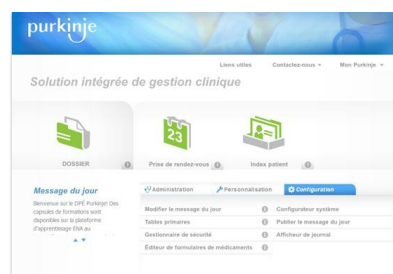 purkinje
Liens utiles Contactez-nous Mon Purkinje
Solution intégrée de gestion clinique
23
DOSSIER Prise de rendez-vous Index patient
Message du jour
Bienvenue sur le DPÉ Purkinje! Des
capsules de formations sont
disponibles sur la plateforme
d'apprentissage ENA au
Administration Personnalisation Configuration
Modifier le message du jour Configurateur système
Tables primaires Publier le message du jour
Gestionnaire de sécurité Afficheur de journal
Éditeur de formulaires de médicaments